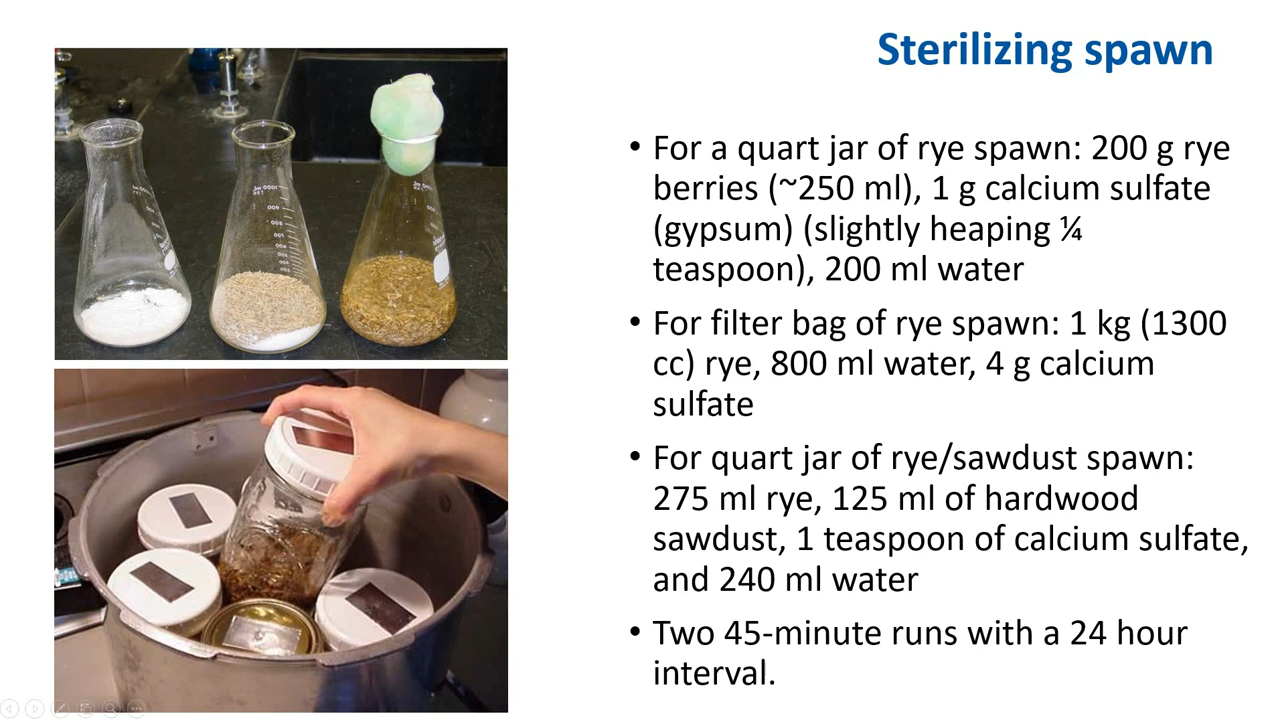 Sterilizing spawn
• For a quart jar of rye spawn: 200 g rye
berries (~250 ml), 1 g calcium sulfate
(gypsum) (slightly heaping ¼
teaspoon), 200 ml water
• For filter bag of rye spawn: 1 kg (1300
cc) rye, 800 ml water, 4 g calcium
sulfate
• For quart jar of rye/sawdust spawn:
275 ml rye, 125 ml of hardwood
sawdust, 1 teaspoon of calcium sulfate,
and 240 ml water
• Two 45-minute runs with a 24 hour
interval.